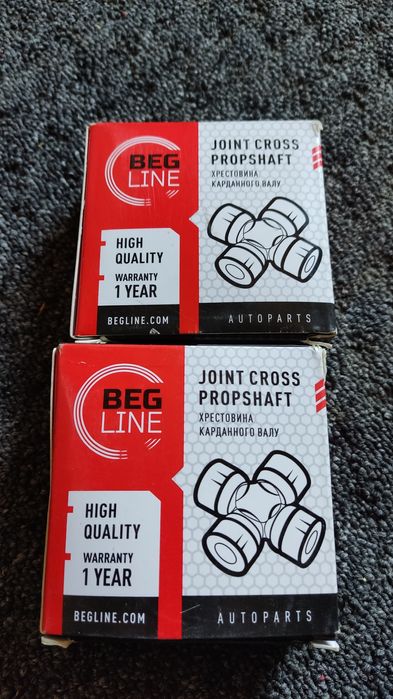 BEG
LINE
JOINT CROSS
PROPSHAFT
ХРЕСТОВИНА
КАРДАННОГО ВАЛУ
HIGH
QUALITY
WARRANTY
1 YEAR
BEGLINE.COM
AUTOPARTS
BEG
LINE
JOINT CROSS
PROPSHAFT
ХРЕСТОВИНА
КАРДАННОГО ВАЛУ
HIGH
QUALITY
WARRANTY
1 YEAR
BEGLINE.COM
AUTOPARTS